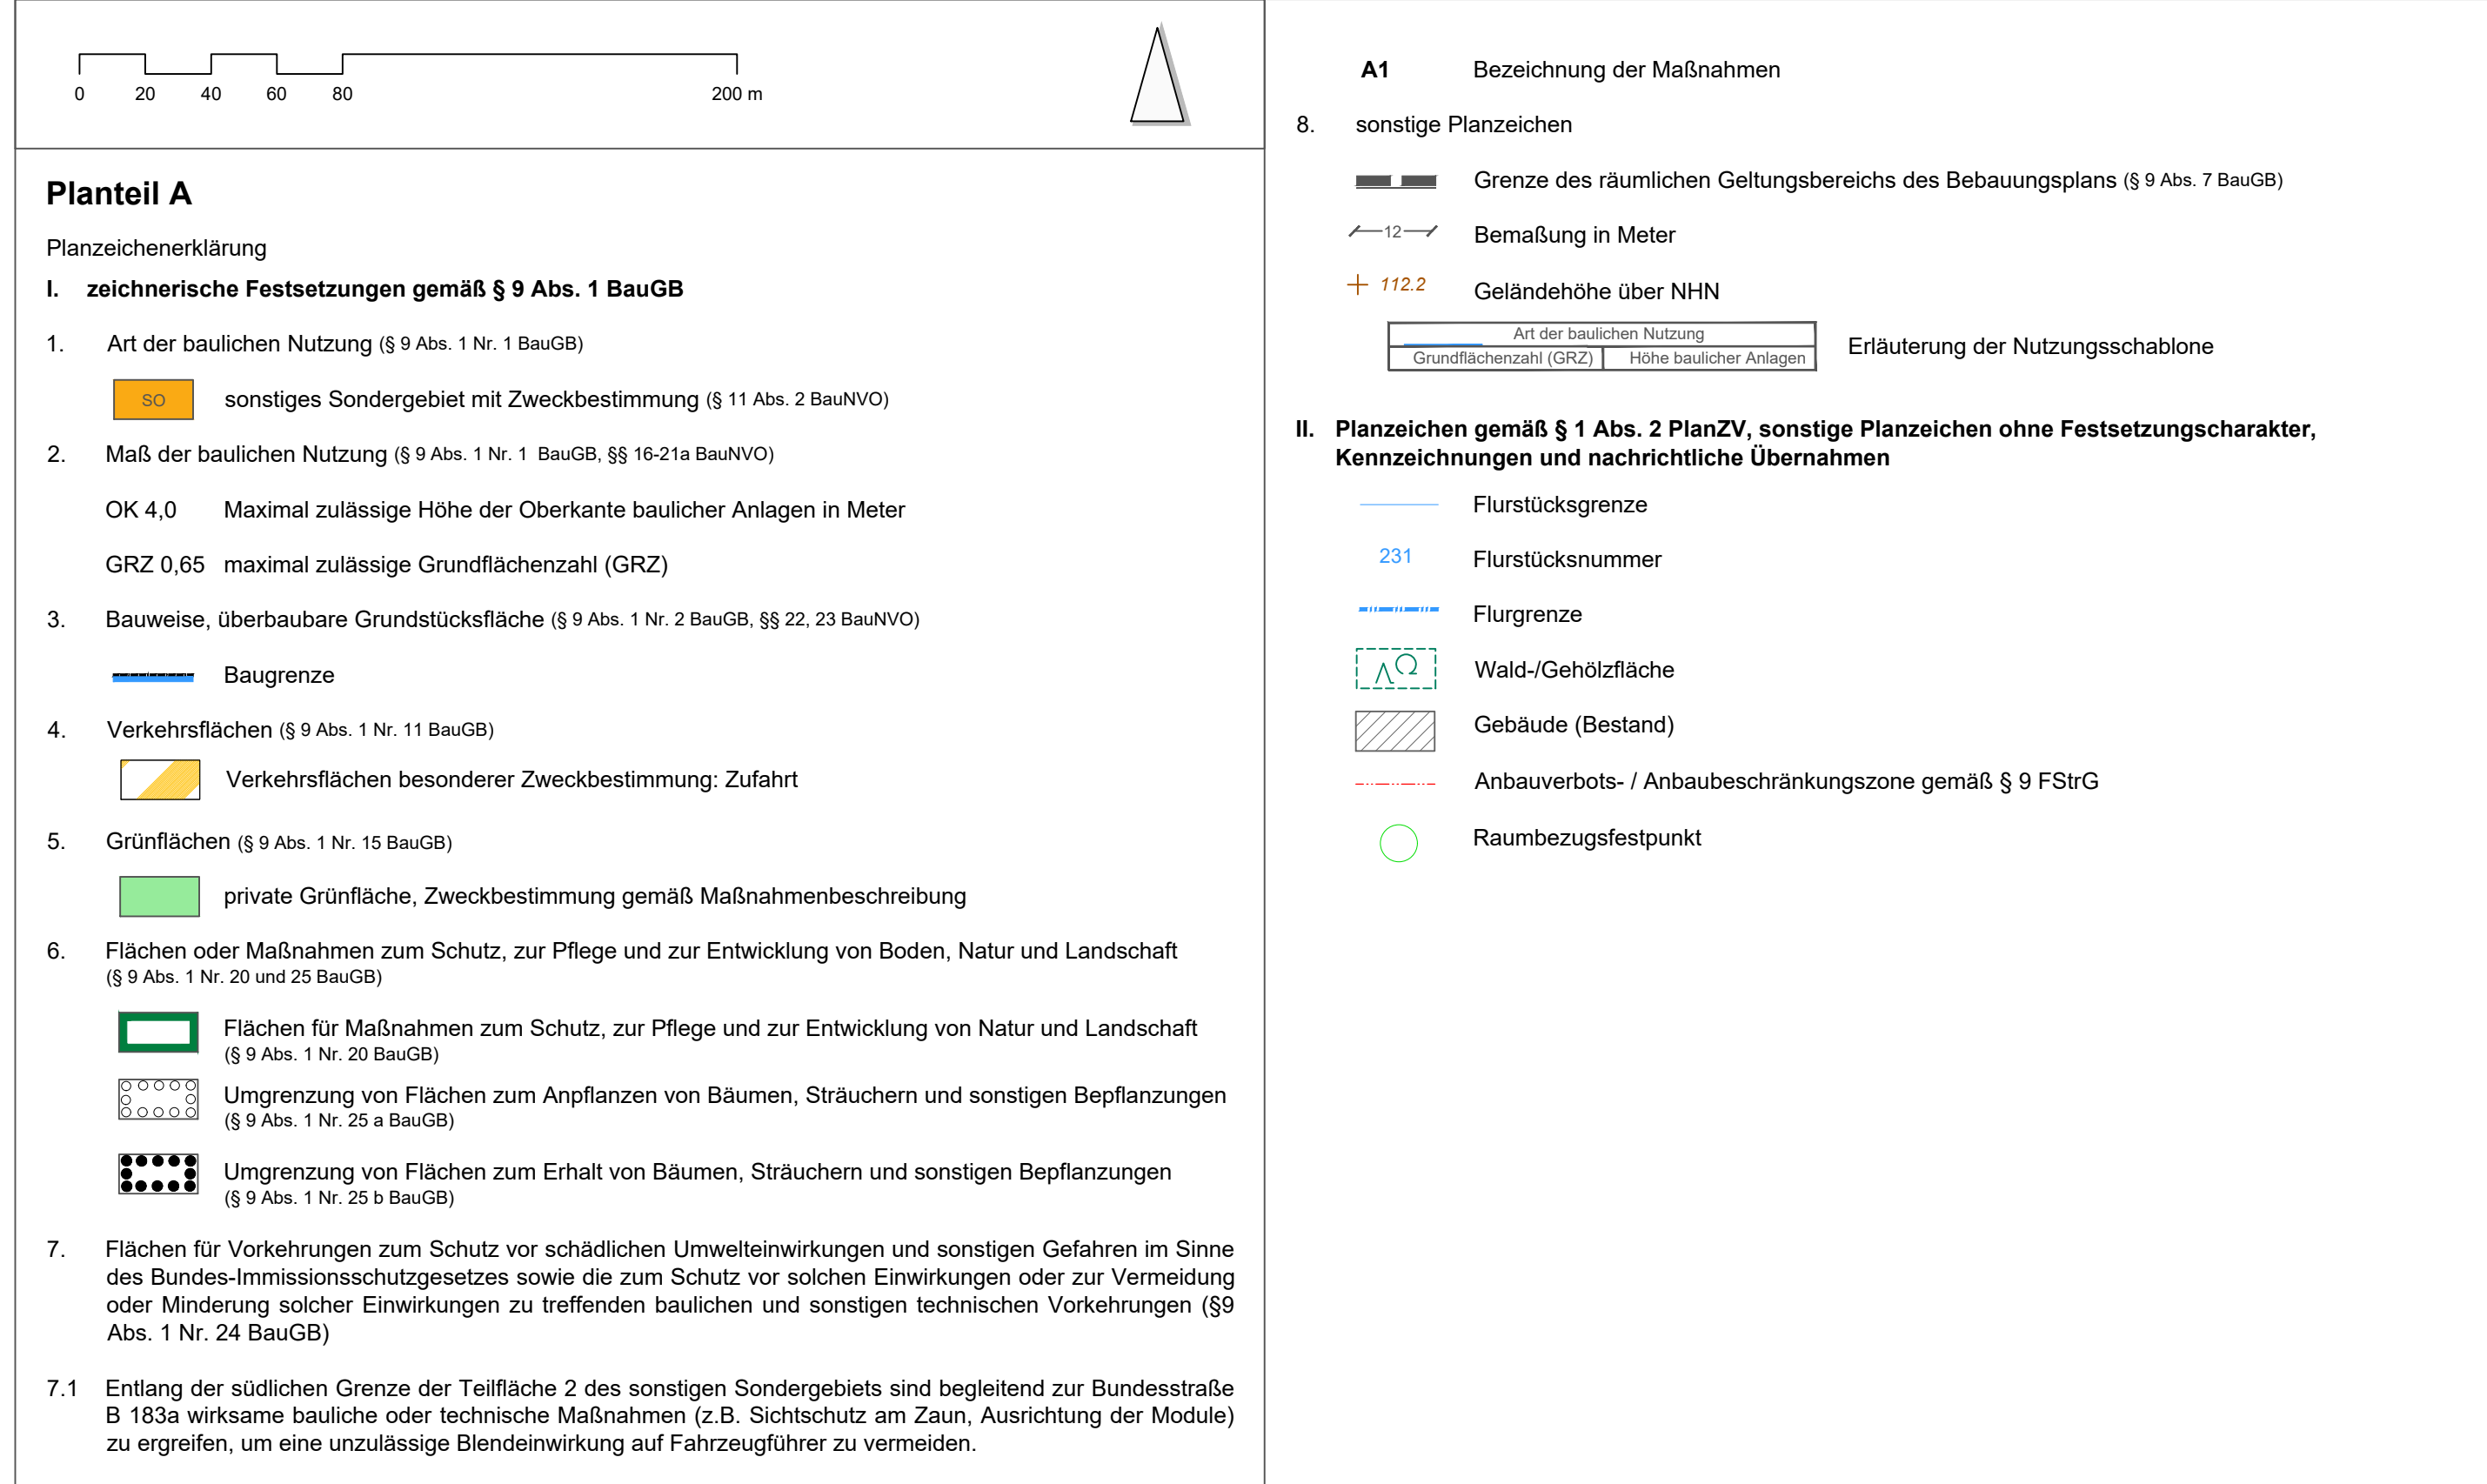 0 20 40 60 80 200 m
Planteil A
Planzeichenerklärung
I. zeichnerische Festsetzungen gemäß § 9 Abs. 1 BauGB
1. Art der baulichen Nutzung (§ 9 Abs. 1 Nr. 1 BauGB)
SO sonstiges Sondergebiet mit Zweckbestimmung (§ 11 Abs. 2 BauNVO)
2. Maß der baulichen Nutzung (§ 9 Abs. 1 Nr. 1 BauGB, §§ 16-21a BauNVO)
OK 4,0 Maximal zulässige Höhe der Oberkante baulicher Anlagen in Meter
GRZ 0,65 maximal zulässige Grundflächenzahl (GRZ)
3. Bauweise, überbaubare Grundstücksfläche (§ 9 Abs. 1 Nr. 2 BauGB, §§ 22, 23 BauNVO)
Baugrenze
4. Verkehrsflächen (§ 9 Abs. 1 Nr. 11 BauGB)
Verkehrsflächen besonderer Zweckbestimmung: Zufahrt
5. Grünflächen (§ 9 Abs. 1 Nr. 15 BauGB)
private Grünfläche, Zweckbestimmung gemäß Maßnahmenbeschreibung
6. Flächen oder Maßnahmen zum Schutz, zur Pflege und zur Entwicklung von Boden, Natur und Landschaft
(§ 9 Abs. 1 Nr. 20 und 25 BauGB)
Flächen für Maßnahmen zum Schutz, zur Pflege und zur Entwicklung von Natur und Landschaft
(§ 9 Abs. 1 Nr. 20 BauGB)
Umgrenzung von Flächen zum Anpflanzen von Bäumen, Sträuchern und sonstigen Bepflanzungen
(§ 9 Abs. 1 Nr. 25 a BauGB)
Umgrenzung von Flächen zum Erhalt von Bäumen, Sträuchern und sonstigen Bepflanzungen
(§ 9 Abs. 1 Nr. 25 b BauGB)
7. Flächen für Vorkehrungen zum Schutz vor schädlichen Umwelteinwirkungen und sonstigen Gefahren im Sinne
des Bundes-Immissionsschutzgesetzes sowie die zum Schutz vor solchen Einwirkungen oder zur Vermeidung
oder Minderung solcher Einwirkungen zu treffenden baulichen und sonstigen technischen Vorkehrungen (§9
Abs. 1 Nr. 24 BauGB)
7.1 Entlang der südlichen Grenze der Teilfläche 2 des sonstigen Sondergebiets sind begleitend zur Bundesstraße
B 183a wirksame bauliche oder technische Maßnahmen (z.B. Sichtschutz am Zaun, Ausrichtung der Module)
zu ergreifen, um eine unzulässige Blendeinwirkung auf Fahrzeugführer zu vermeiden.
A1 Bezeichnung der Maßnahmen
8. sonstige Planzeichen
Grenze des räumlichen Geltungsbereichs des Bebauungsplans (§ 9 Abs. 7 BauGB)
12 Bemaßung in Meter
112.2 Geländehöhe über NHN
Art der baulichen Nutzung
Grundflächenzahl (GRZ) Höhe baulicher Anlagen
Erläuterung der Nutzungsschablone
II. Planzeichen gemäß § 1 Abs. 2 PlanZV, sonstige Planzeichen ohne Festsetzungscharakter,
Kennzeichnungen und nachrichtliche Übernahmen
Flurstücksgrenze
231 Flurstücksnummer
Flurgrenze
Wald-/Gehölzfläche
Gebäude (Bestand)
Anbauverbots- / Anbaubeschränkungszone gemäß § 9 FStrG
Raumbezugsfestpunkt